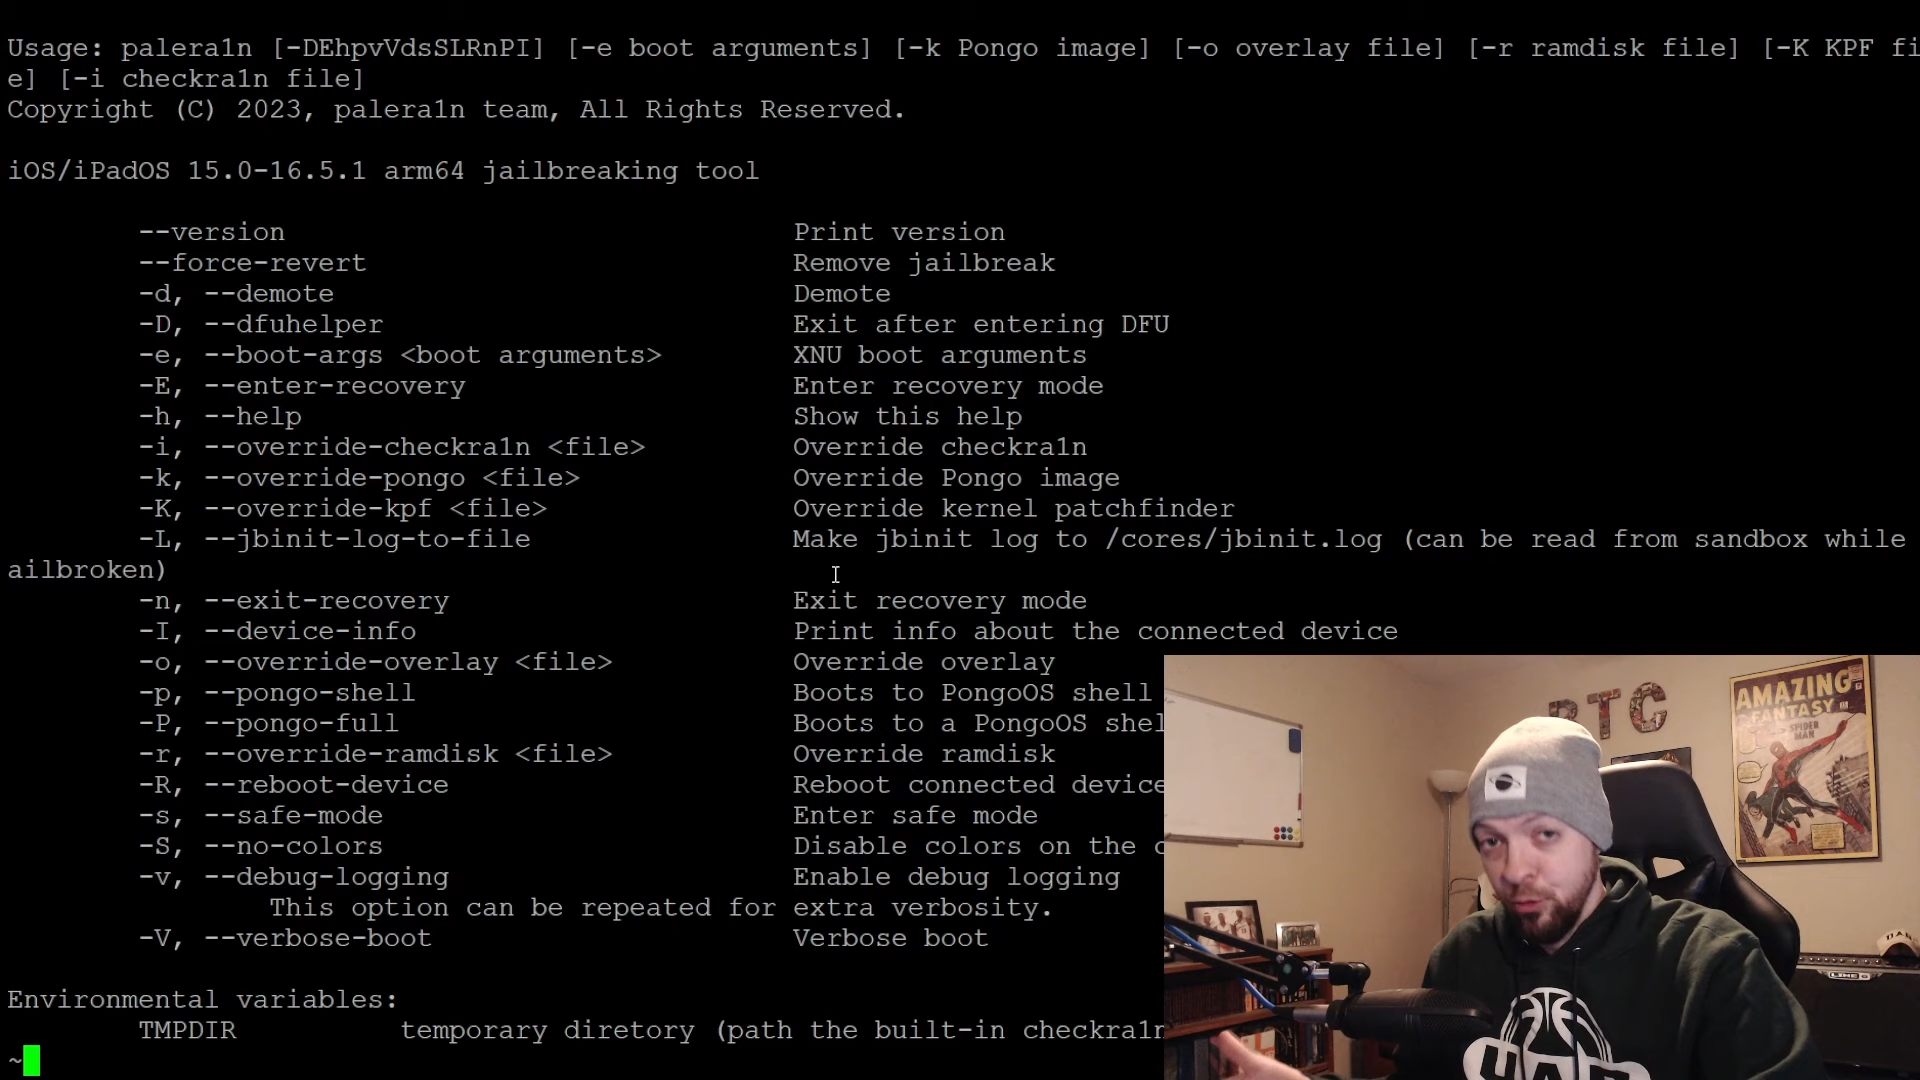 Usage: palera1n [-DEhpvVdsSLRnPI] [-e boot arguments] [-k Pongo image] [-o overlay file] [-r ramdisk file] [-K KPF fi
e] [-i checkra1n file]
Copyright (C) 2023, palera1n team, All Rights Reserved.
iOS/iPadOS 15.0-16.5.1 arm64 jailbreaking tool
--version Print version
--force-revert Remove jailbreak
-d, --demote Demote
-D, --dfuhelper Exit after entering DFU
-e, --boot-args <boot arguments> XNU boot arguments
-E, --enter-recovery Enter recovery mode
-h, --help Show this help
-i, --override-checkra1n <file> Override checkra1n
-k, --override-pongo <file> Override Pongo image
-K, --override-kpf <file> Override kernel patchfinder
-L, --jbinit-log-to-file Make jbinit log to /cores/jbinit.log (can be read from sandbox while
ailbroken)
-n, --exit-recovery Exit recovery mode
-I, --device-info Print info about the connected device
-o, --override-overlay <file> Override overlay
-p, --pongo-shell Boots to PongoOS shell
-P, --pongo-full Boots to a PongoOS shel
-r, --override-ramdisk <file> Override ramdisk
-R, --reboot-device Reboot connected device
-s, --safe-mode Enter safe mode
-S, --no-colors Disable colors on the c
-v, --debug-logging Enable debug logging
This option can be repeated for extra verbosity.
-V, --verbose-boot Verbose boot
Environmental variables:
TMPDIR temporary diretory (path the built-in checkra1n
~
RTC
AMAZING
FANTASY
SPIDER
MAN
LINE 6